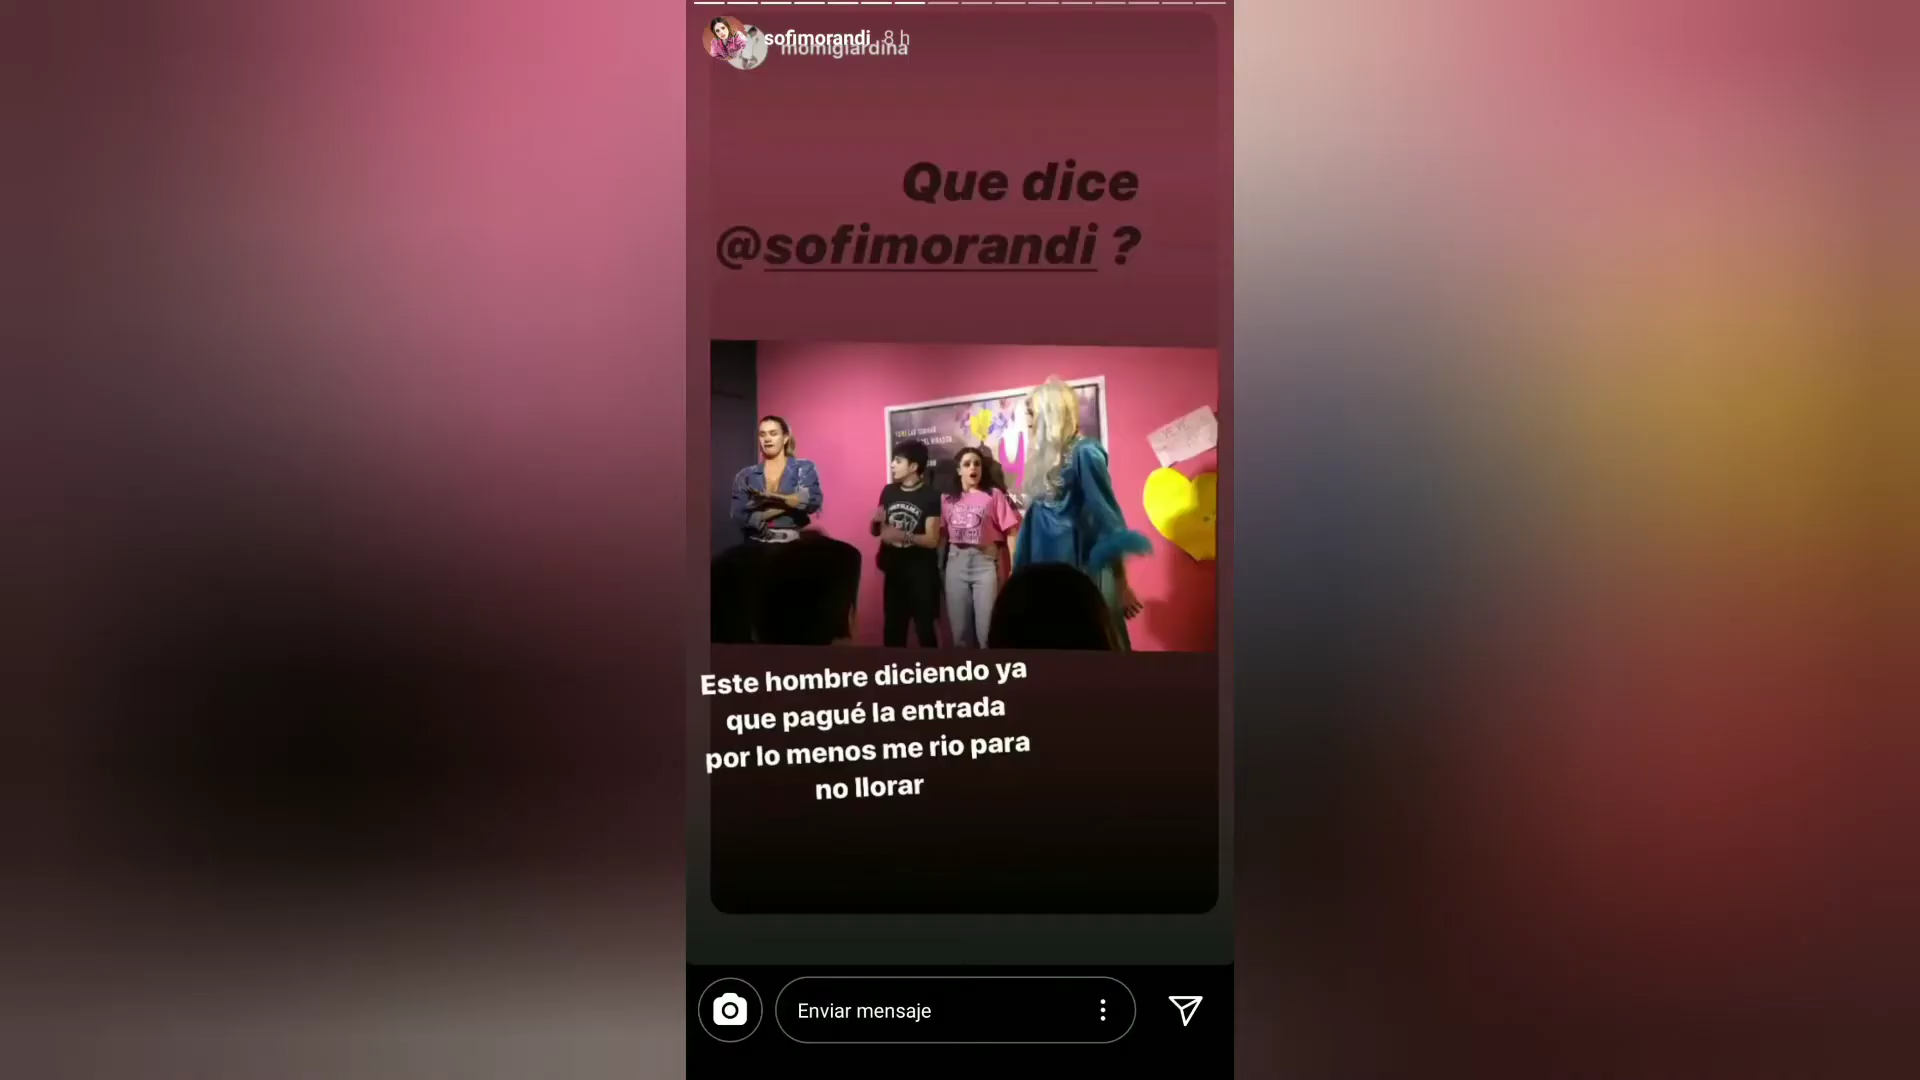 sofimorandi 8 h
momigiardina
Que dice
@sofimorandi ?
Este hombre diciendo ya
que pagué la entrada
por lo menos me rio para
no llorar
Enviar mensaje